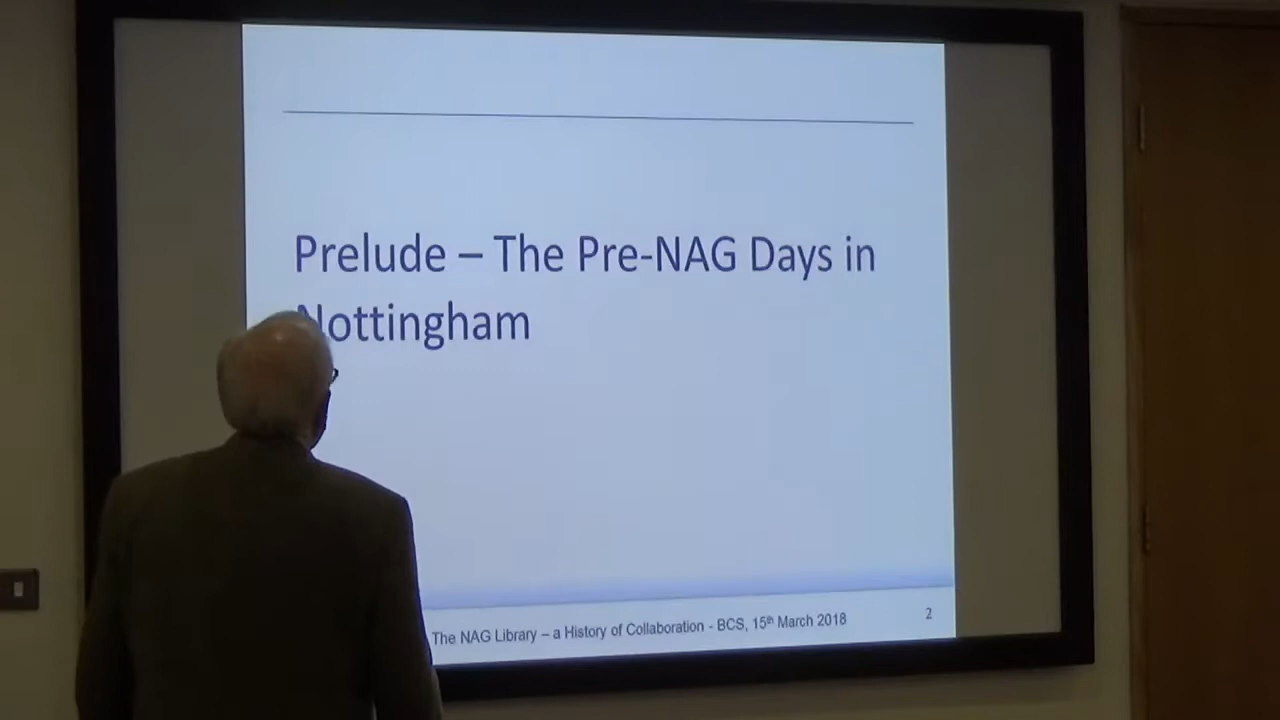 Prelude – The Pre-NAG Days in
Nottingham
The NAG Library – a History of Collaboration - BCS, 15th March 2018
2